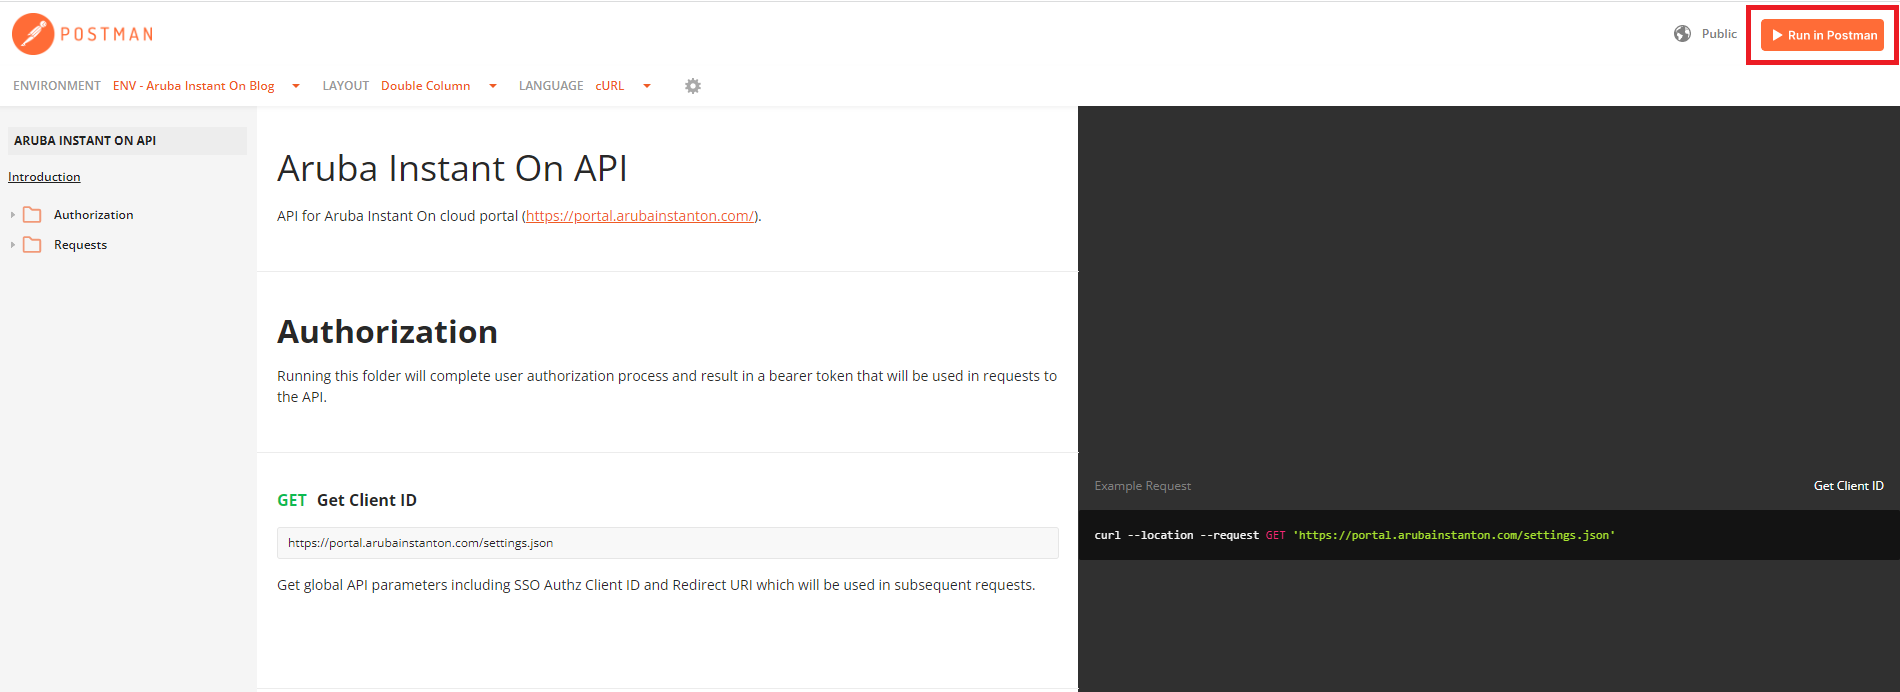 POSTMAN
Public
Run in Postman
ENVIRONMENT ENV - Aruba Instant On Blog LAYOUT Double Column LANGUAGE cURL
ARUBA INSTANT ON API
Introduction
Authorization
Requests
Aruba Instant On API
API for Aruba Instant On cloud portal (https://portal.arubainstanton.com/).
Authorization
Running this folder will complete user authorization process and result in a bearer token that will be used in requests to
the API.
GET Get Client ID
https://portal.arubainstanton.com/settings.json
Get global API parameters including SSO Authz Client ID and Redirect URI which will be used in subsequent requests.
Example Request
Get Client ID
curl --location --request GET 'https://portal.arubainstanton.com/settings.json'